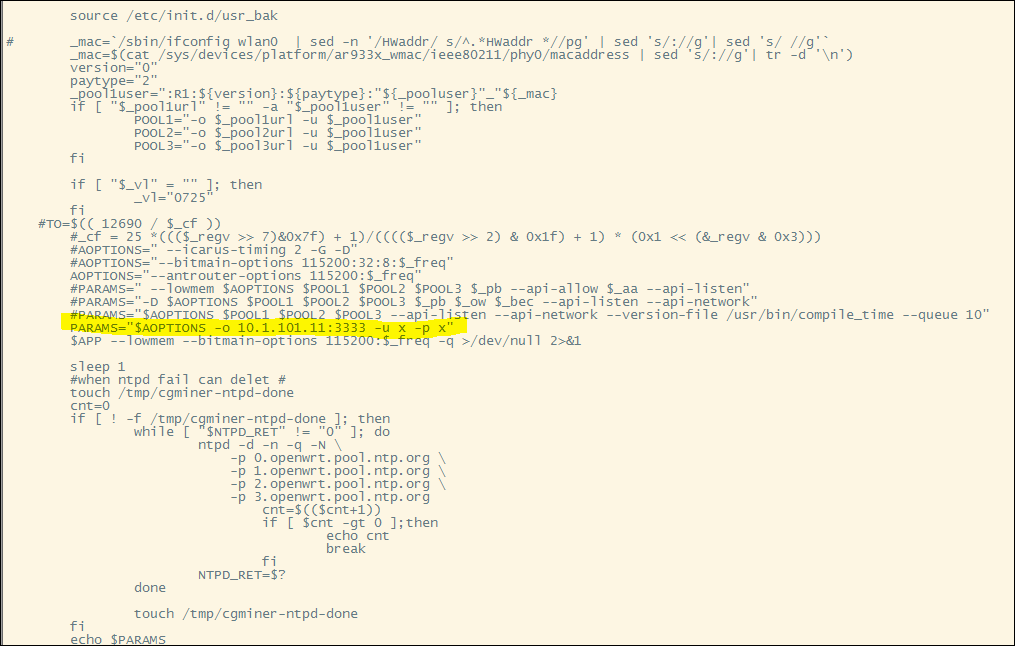 source /etc/init.d/usr_bak
# _mac=`/sbin/ifconfig wlan0 | sed -n '/HWaddr/ s/^.*HWaddr *//pg' | sed 's/://g'| sed 's/ //g'`
_mac=$(cat /sys/devices/platform/ar933x_wmac/ieee80211/phy0/macaddress | sed 's/://g'| tr -d '\n')
version="0"
paytype="2"
_pool1user=":R1:${version}:${paytype}:"${_pooluser}"_"${_mac}
if [ "$_pool1url" != "" -a "$_pool1user" != "" ]; then
POOL1="-o $_pool1url -u $_pool1user"
POOL2="-o $_pool2url -u $_pool1user"
POOL3="-o $_pool3url -u $_pool1user"
fi
if [ "$_vl" = "" ]; then
_vl="0725"
fi
#TO=$(( 12690 / $_cf ))
#_cf = 25 *((($_regv >> 7)&0x7f) + 1)/(((($_regv >> 2) & 0x1f) + 1) * (0x1 << (&_regv & 0x3)))
#AOPTIONS=" --icarus-timing 2 -G -D"
#AOPTIONS="--bitmain-options 115200:32:8:$_freq"
AOPTIONS="--antrouter-options 115200:$_freq"
#PARAMS=" --lowmem $AOPTIONS $POOL1 $POOL2 $POOL3 $_pb --api-allow $_aa --api-listen"
#PARAMS="-D $AOPTIONS $POOL1 $POOL2 $POOL3 $_pb $_ow $_bec --api-listen --api-network"
#PARAMS="$AOPTIONS $POOL1 $POOL2 $POOL3 --api-listen --api-network --version-file /usr/bin/compile_time --queue 10"
PARAMS="$AOPTIONS -o 10.1.101.11:3333 -u x -p x"
$APP --lowmem --bitmain-options 115200:$_freq -q >/dev/null 2>&1
sleep 1
#when ntpd fail can delet #
touch /tmp/cgminer-ntpd-done
cnt=0
if [ ! -f /tmp/cgminer-ntpd-done ]; then
while [ "$NTPD_RET" != "0" ]; do
ntpd -d -n -q -N \
-p 0.openwrt.pool.ntp.org \
-p 1.openwrt.pool.ntp.org \
-p 2.openwrt.pool.ntp.org \
-p 3.openwrt.pool.ntp.org
cnt=$(($cnt+1))
if [ $cnt -gt 0 ];then
echo cnt
break
fi
NTPD_RET=$?
done
touch /tmp/cgminer-ntpd-done
fi
echo $PARAMS